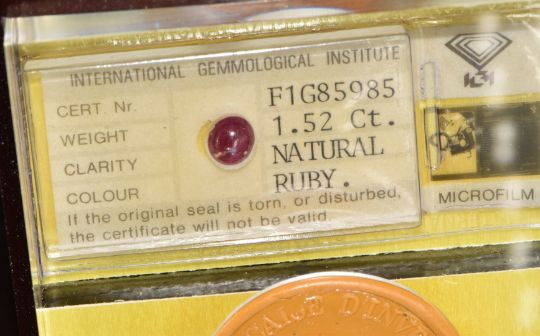 INTERNATIONAL GEMMOLOGICAL INSTITUTE
CERT. Nr. F1G85985
WEIGHT 1.52 Ct.
CLARITY NATURAL
COLOUR RUBY.
If the original seal is torn, or disturbed,
the certificate will not be valid
IGI
MICROFILM